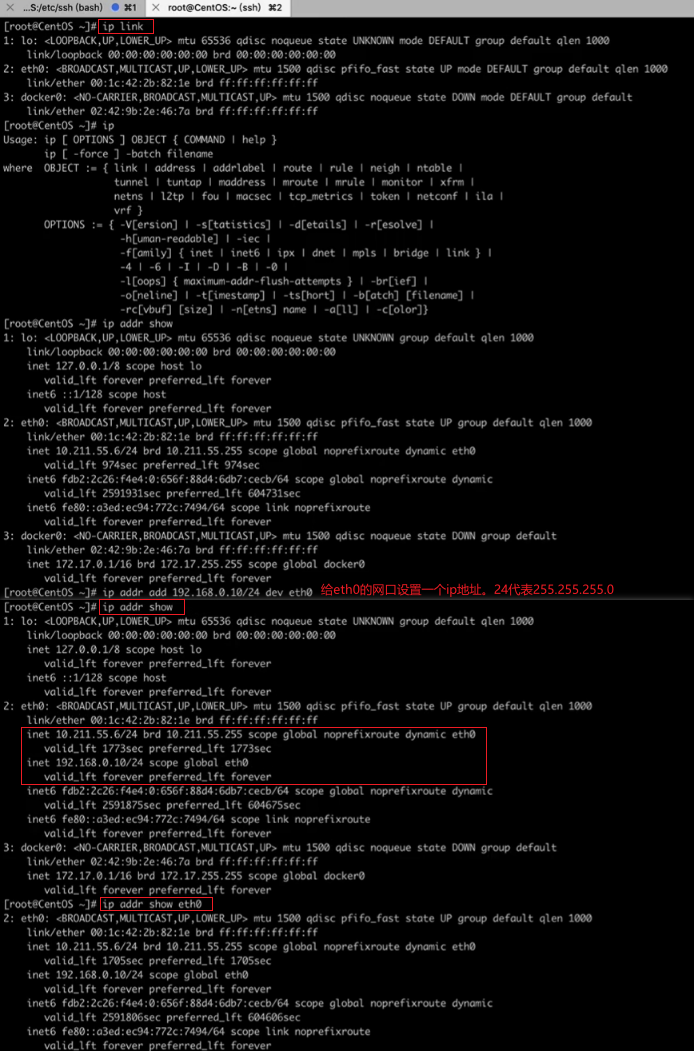 ...S:/etc/ssh (bash) ⌘1 root@CentOS:~ (ssh) ⌘2
[root@CentOS ~]# ip link
1: lo: <LOOPBACK,UP,LOWER_UP> mtu 65536 qdisc noqueue state UNKNOWN mode DEFAULT group default qlen 1000
link/loopback 00:00:00:00:00:00 brd 00:00:00:00:00:00
2: eth0: <BROADCAST,MULTICAST,UP,LOWER_UP> mtu 1500 qdisc pfifo_fast state UP mode DEFAULT group default qlen 1000
link/ether 00:1c:42:2b:82:1e brd ff:ff:ff:ff:ff:ff
3: docker0: <NO-CARRIER,BROADCAST,MULTICAST,UP> mtu 1500 qdisc noqueue state DOWN mode DEFAULT group default
link/ether 02:42:9b:2e:46:7a brd ff:ff:ff:ff:ff:ff
[root@CentOS ~]# ip
Usage: ip [ OPTIONS ] OBJECT { COMMAND | help }
ip [ -force ] -batch filename
where OBJECT := { link | address | addrlabel | route | rule | neigh | ntable |
tunnel | tuntap | maddress | mroute | mrule | monitor | xfrm |
netns | l2tp | fou | macsec | tcp_metrics | token | netconf | ila |
vrf }
OPTIONS := { -V[ersion] | -s[tatistics] | -d[etails] | -r[esolve] |
-h[uman-readable] | -iec |
-f[amily] { inet | inet6 | ipx | dnet | mpls | bridge | link } |
-4 | -6 | -I | -D | -B | -0 |
-l[oops] { maximum-addr-flush-attempts } | -br[ief] |
-o[neline] | -t[imestamp] | -ts[hort] | -b[atch] [filename] |
-rc[vbuf] [size] | -n[etns] name | -a[ll] | -c[olor]}
[root@CentOS ~]# ip addr show
1: lo: <LOOPBACK,UP,LOWER_UP> mtu 65536 qdisc noqueue state UNKNOWN group default qlen 1000
link/loopback 00:00:00:00:00:00 brd 00:00:00:00:00:00
inet 127.0.0.1/8 scope host lo
valid_lft forever preferred_lft forever
inet6 ::1/128 scope host
valid_lft forever preferred_lft forever
2: eth0: <BROADCAST,MULTICAST,UP,LOWER_UP> mtu 1500 qdisc pfifo_fast state UP group default qlen 1000
link/ether 00:1c:42:2b:82:1e brd ff:ff:ff:ff:ff:ff
inet 10.211.55.6/24 brd 10.211.55.255 scope global noprefixroute dynamic eth0
valid_lft 974sec preferred_lft 974sec
inet6 fdb2:2c26:f4e4:0:656f:88d4:6db7:cecb/64 scope global noprefixroute dynamic
valid_lft 2591931sec preferred_lft 604731sec
inet6 fe80::a3ed:ec94:772c:7494/64 scope link noprefixroute
valid_lft forever preferred_lft forever
3: docker0: <NO-CARRIER,BROADCAST,MULTICAST,UP> mtu 1500 qdisc noqueue state DOWN group default
link/ether 02:42:9b:2e:46:7a brd ff:ff:ff:ff:ff:ff
inet 172.17.0.1/16 brd 172.17.255.255 scope global docker0
valid_lft forever preferred_lft forever
[root@CentOS ~]# ip addr add 192.168.0.10/24 dev eth0 给eth0的网口设置一个ip地址。24代表255.255.255.0
[root@CentOS ~]# ip addr show
1: lo: <LOOPBACK,UP,LOWER_UP> mtu 65536 qdisc noqueue state UNKNOWN group default qlen 1000
link/loopback 00:00:00:00:00:00 brd 00:00:00:00:00:00
inet 127.0.0.1/8 scope host lo
valid_lft forever preferred_lft forever
inet6 ::1/128 scope host
valid_lft forever preferred_lft forever
2: eth0: <BROADCAST,MULTICAST,UP,LOWER_UP> mtu 1500 qdisc pfifo_fast state UP group default qlen 1000
link/ether 00:1c:42:2b:82:1e brd ff:ff:ff:ff:ff:ff
inet 10.211.55.6/24 brd 10.211.55.255 scope global noprefixroute dynamic eth0
valid_lft 1773sec preferred_lft 1773sec
inet 192.168.0.10/24 scope global eth0
valid_lft forever preferred_lft forever
inet6 fdb2:2c26:f4e4:0:656f:88d4:6db7:cecb/64 scope global noprefixroute dynamic
valid_lft 2591875sec preferred_lft 604675sec
inet6 fe80::a3ed:ec94:772c:7494/64 scope link noprefixroute
valid_lft forever preferred_lft forever
3: docker0: <NO-CARRIER,BROADCAST,MULTICAST,UP> mtu 1500 qdisc noqueue state DOWN group default
link/ether 02:42:9b:2e:46:7a brd ff:ff:ff:ff:ff:ff
inet 172.17.0.1/16 brd 172.17.255.255 scope global docker0
valid_lft forever preferred_lft forever
[root@CentOS ~]# ip addr show eth0
2: eth0: <BROADCAST,MULTICAST,UP,LOWER_UP> mtu 1500 qdisc pfifo_fast state UP group default qlen 1000
link/ether 00:1c:42:2b:82:1e brd ff:ff:ff:ff:ff:ff
inet 10.211.55.6/24 brd 10.211.55.255 scope global noprefixroute dynamic eth0
valid_lft 1705sec preferred_lft 1705sec
inet 192.168.0.10/24 scope global eth0
valid_lft forever preferred_lft forever
inet6 fdb2:2c26:f4e4:0:656f:88d4:6db7:cecb/64 scope global noprefixroute dynamic
valid_lft 2591806sec preferred_lft 604606sec
inet6 fe80::a3ed:ec94:772c:7494/64 scope link noprefixroute
valid_lft forever preferred_lft forever